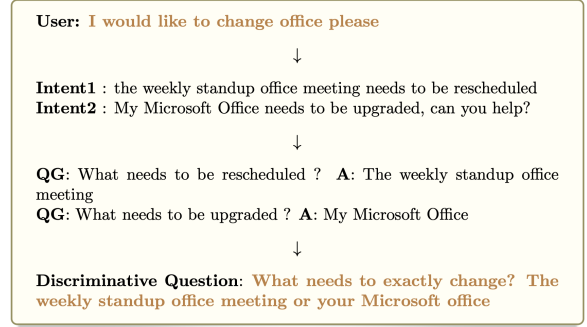 User: I would like to change office please
↓
Intent1 : the weekly standup office meeting needs to be rescheduled
Intent2 : My Microsoft Office needs to be upgraded, can you help?
↓
QG: What needs to be rescheduled ? A: The weekly standup office
meeting
QG: What needs to be upgraded ? A: My Microsoft Office
↓
Discriminative Question: What needs to exactly change? The
weekly standup office meeting or your Microsoft office